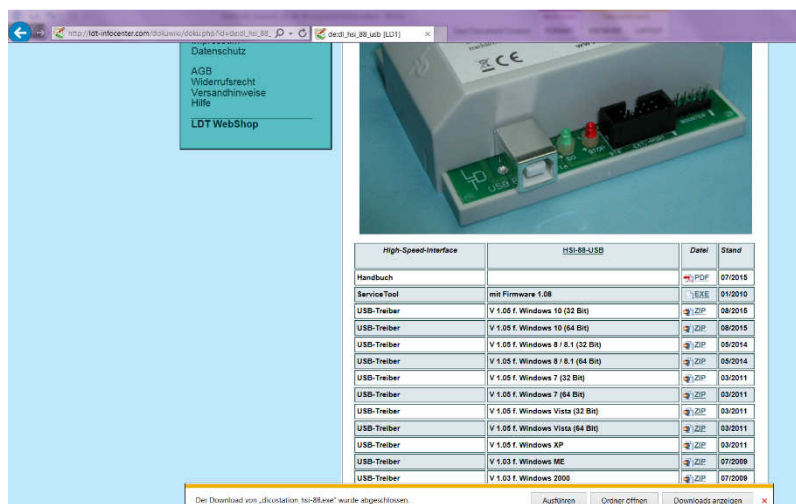 http://ldt-infocenter.com/dokuwiki/doku.php?id=de:dl_hsi_88_
de:dl_hsi_88_usb [LDT]
Impressum
Datenschutz
AGB
Widerrufsrecht
Versandhinweise
Hilfe
LDT WebShop
CE
LDT
USB
GO
STOP
High-Speed-Interface HSI-88-USB Datei Stand
Handbuch PDF 07/2015
ServiceTool mit Firmware 1.08 EXE 01/2010
USB-Treiber V 1.05 f. Windows 10 (32 Bit) ZIP 08/2015
USB-Treiber V 1.05 f. Windows 10 (64 Bit) ZIP 08/2015
USB-Treiber V 1.05 f. Windows 8 / 8.1 (32 Bit) ZIP 05/2014
USB-Treiber V 1.05 f. Windows 8 / 8.1 (64 Bit) ZIP 05/2014
USB-Treiber V 1.05 f. Windows 7 (32 Bit) ZIP 03/2011
USB-Treiber V 1.05 f. Windows 7 (64 Bit) ZIP 03/2011
USB-Treiber V 1.05 f. Windows Vista (32 Bit) ZIP 03/2011
USB-Treiber V 1.05 f. Windows Vista (64 Bit) ZIP 03/2011
USB-Treiber V 1.05 f. Windows XP ZIP 03/2011
USB-Treiber V 1.03 f. Windows ME ZIP 07/2009
USB-Treiber V 1.03 f. Windows 2000 ZIP 07/2009
Der Download von „dicostation_hsi-88.exe" wurde abgeschlossen. Ausführen Ordner öffnen Downloads anzeigen